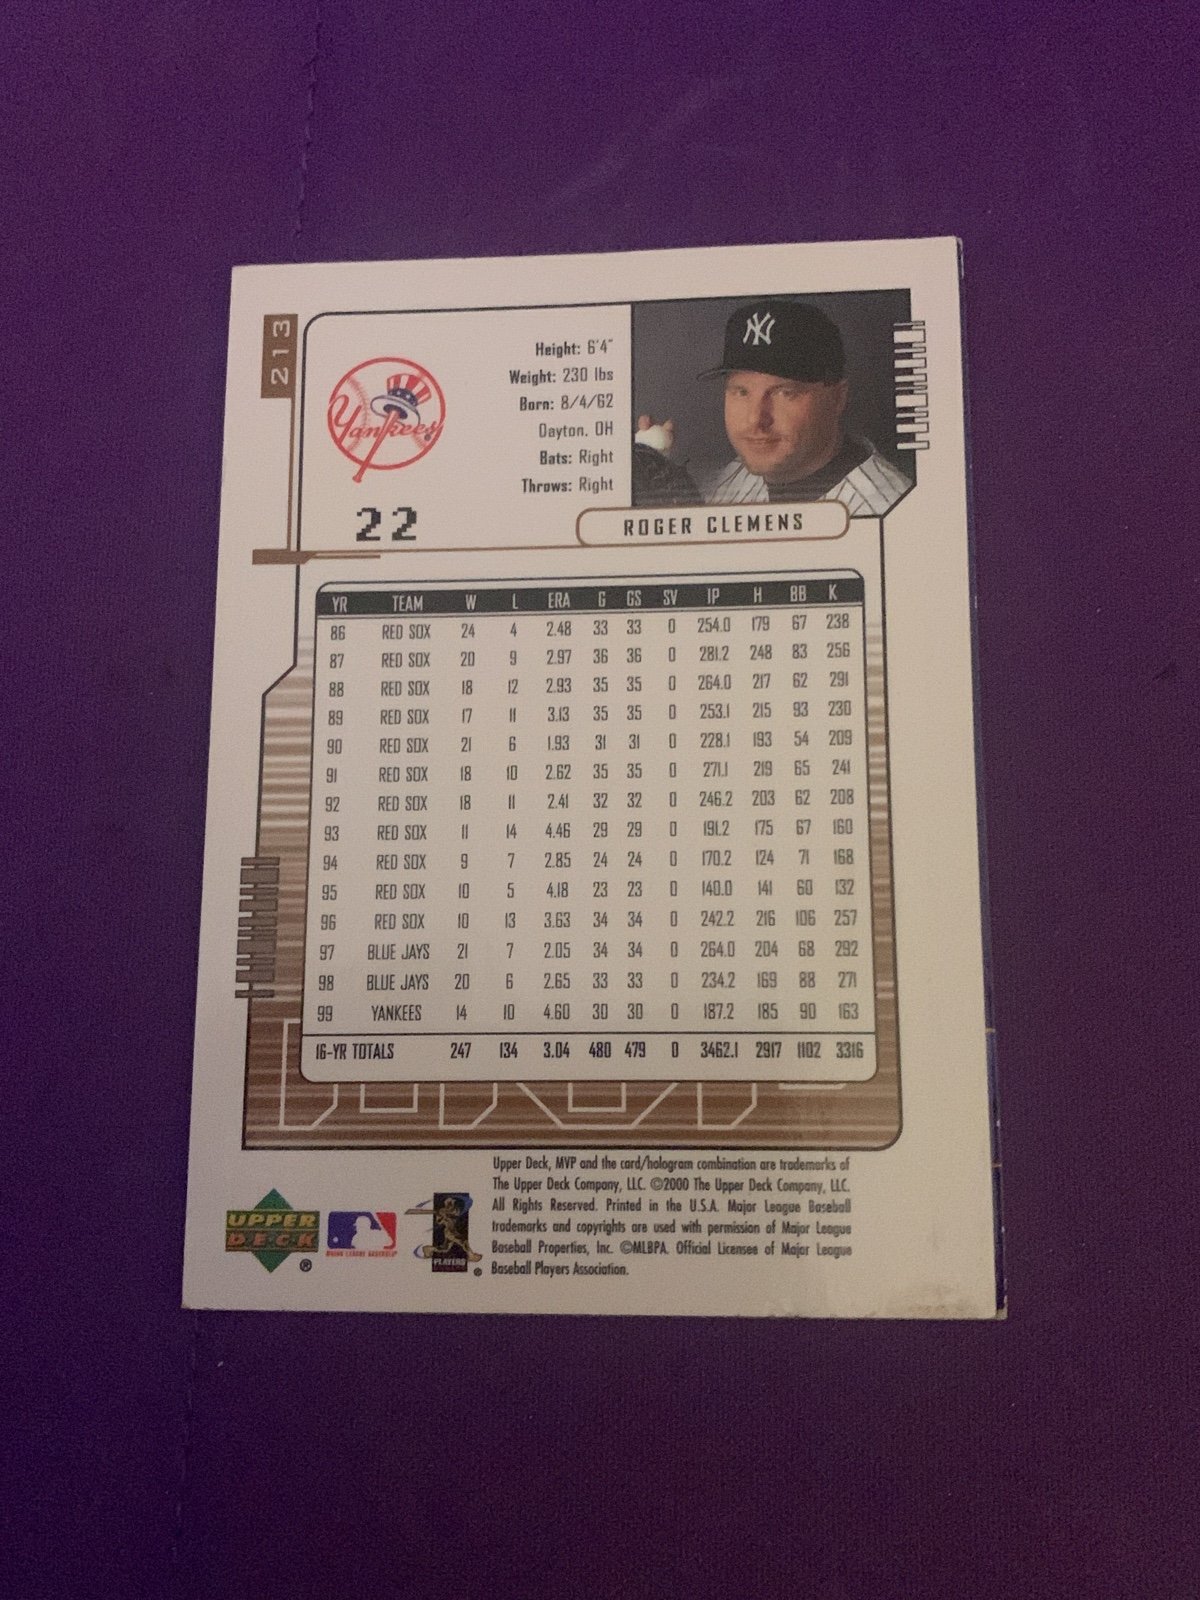 213
Yankees
22
Height: 6'4"
Weight: 230 lbs
Born: 8/4/62
Dayton, OH
Bats: Right
Throws: Right
NY
ROGER CLEMENS
YR TEAM W L ERA G GS SV IP H BB K
86 RED SOX 24 4 2.48 33 33 0 254.0 179 67 238
87 RED SOX 20 9 2.97 36 36 0 281.2 248 83 256
88 RED SOX 18 12 2.93 35 35 0 264.0 217 62 291
89 RED SOX 17 11 3.13 35 35 0 253.1 215 93 230
90 RED SOX 21 6 1.93 31 31 0 228.1 193 54 209
91 RED SOX 18 10 2.62 35 35 0 271.1 219 65 241
92 RED SOX 18 11 2.41 32 32 0 246.2 203 62 208
93 RED SOX 11 14 4.46 29 29 0 191.2 175 67 160
94 RED SOX 9 7 2.85 24 24 0 170.2 124 71 168
95 RED SOX 10 5 4.18 23 23 0 140.0 141 60 132
96 RED SOX 10 13 3.63 34 34 0 242.2 216 106 257
97 BLUE JAYS 21 7 2.05 34 34 0 264.0 204 68 292
98 BLUE JAYS 20 6 2.65 33 33 0 234.2 169 88 271
99 YANKEES 14 10 4.60 30 30 0 187.2 185 90 163
16-YR TOTALS 247 134 3.04 480 479 0 3462.1 2917 1102 3316
Upper Deck, MVP and the card/hologram combination are trademarks of
The Upper Deck Company, LLC. ©2000 The Upper Deck Company, LLC.
All Rights Reserved. Printed in the U.S.A. Major League Baseball
trademarks and copyrights are used with permission of Major League
Baseball Properties, Inc. ©MLBPA. Official Licensee of Major League
Baseball Players Association.
UPPER
DECK
®
MAJOR LEAGUE BASEBALL
PLAYERS
®